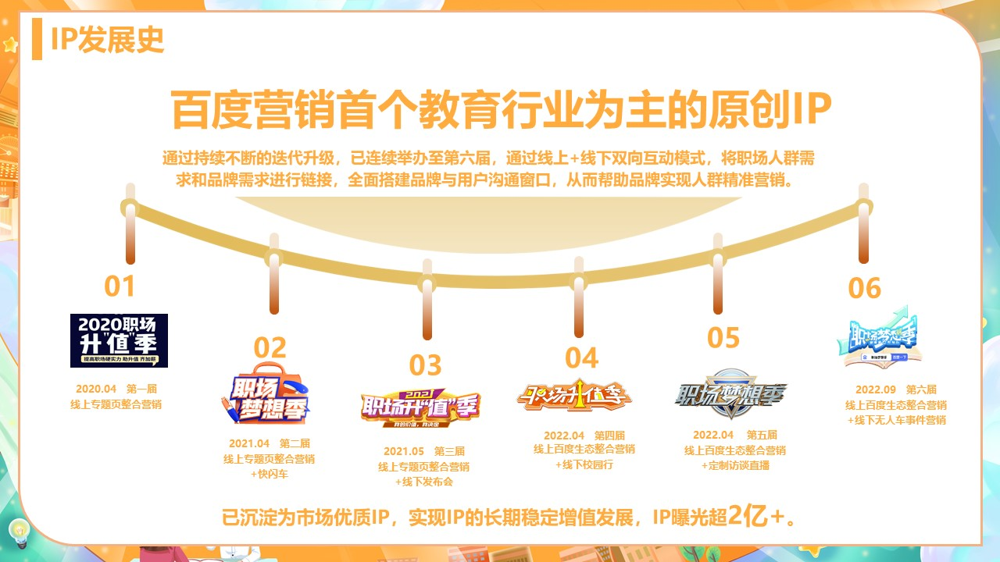 IP发展史
百度营销首个教育行业为主的原创IP
通过持续不断的迭代升级，已连续举办至第六届，通过线上+线下双向互动模式，将职场人群需
求和品牌需求进行链接，全面搭建品牌与用户沟通窗口，从而帮助品牌实现人群精准营销。
01
2020职场
升"值"季
提高职场硬实力 助升值 齐加薪
2020.04 第一届
线上专题页整合营销
02
职场
梦想季
2021.04 第二届
线上专题页整合营销
+快闪车
03
2021
职场升“值”季
我的价值，我决定
2021.05 第三届
线上专题页整合营销
+线下发布会
04
职场升值季
2022.04 第四届
线上百度生态整合营销
+线下校园行
05
职场梦想季
2022.04 第五届
线上百度生态整合营销
+定制访谈直播
06
职场梦想季
百度一下
2022.09 第六届
线上百度生态整合营销
+线下无人车事件营销
已沉淀为市场优质IP，实现IP的长期稳定增值发展，IP曝光超2亿+。